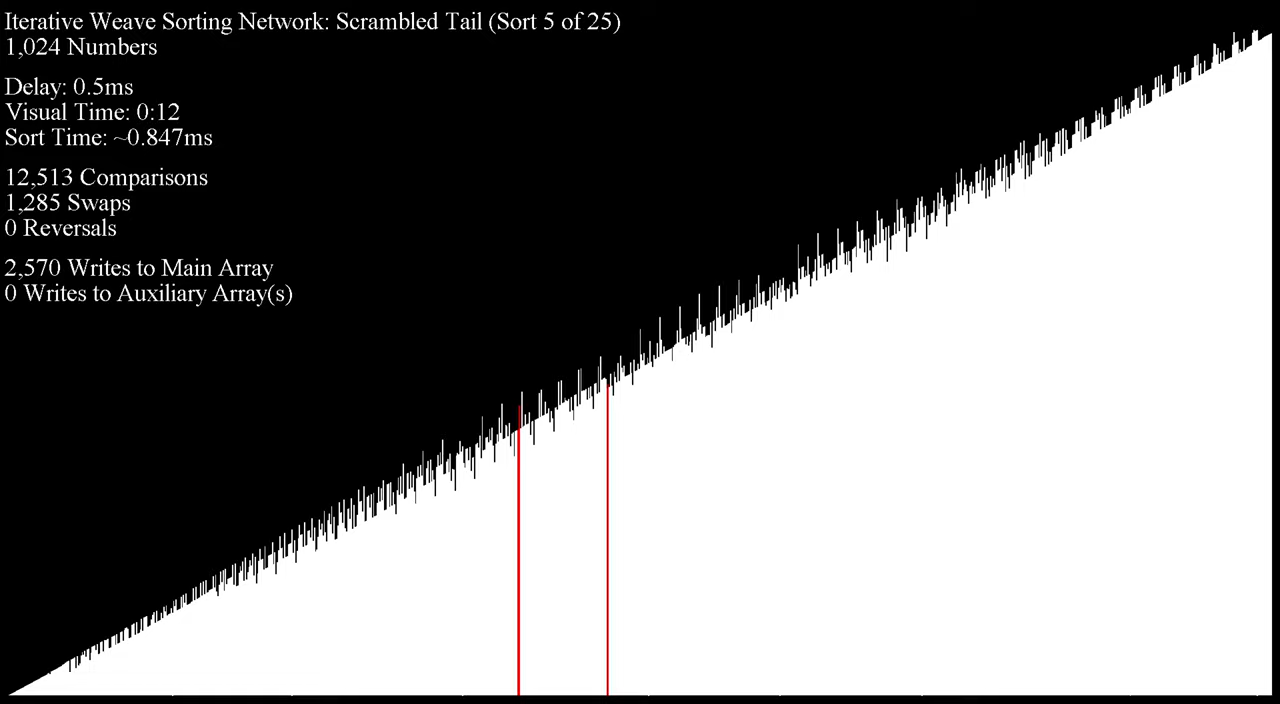 Iterative Weave Sorting Network: Scrambled Tail (Sort 5 of 25)
1,024 Numbers
Delay: 0.5ms
Visual Time: 0:12
Sort Time: ~0.847ms
12,513 Comparisons
1,285 Swaps
0 Reversals
2,570 Writes to Main Array
0 Writes to Auxiliary Array(s)